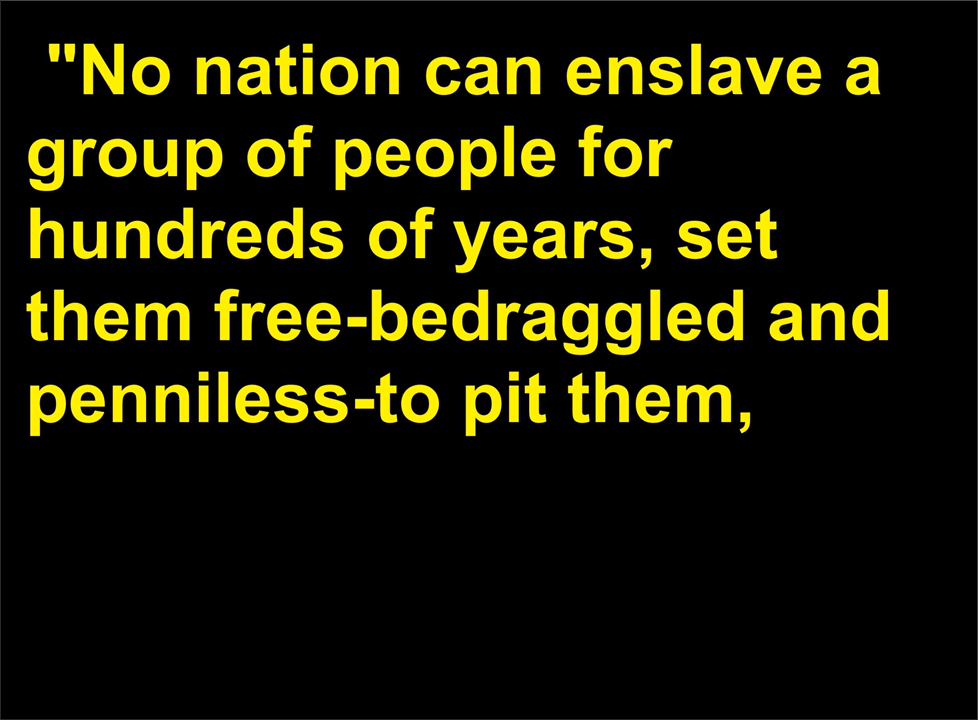 "No nation can enslave a
group of people for
hundreds of years, set
them free-bedraggled and
penniless-to pit them,